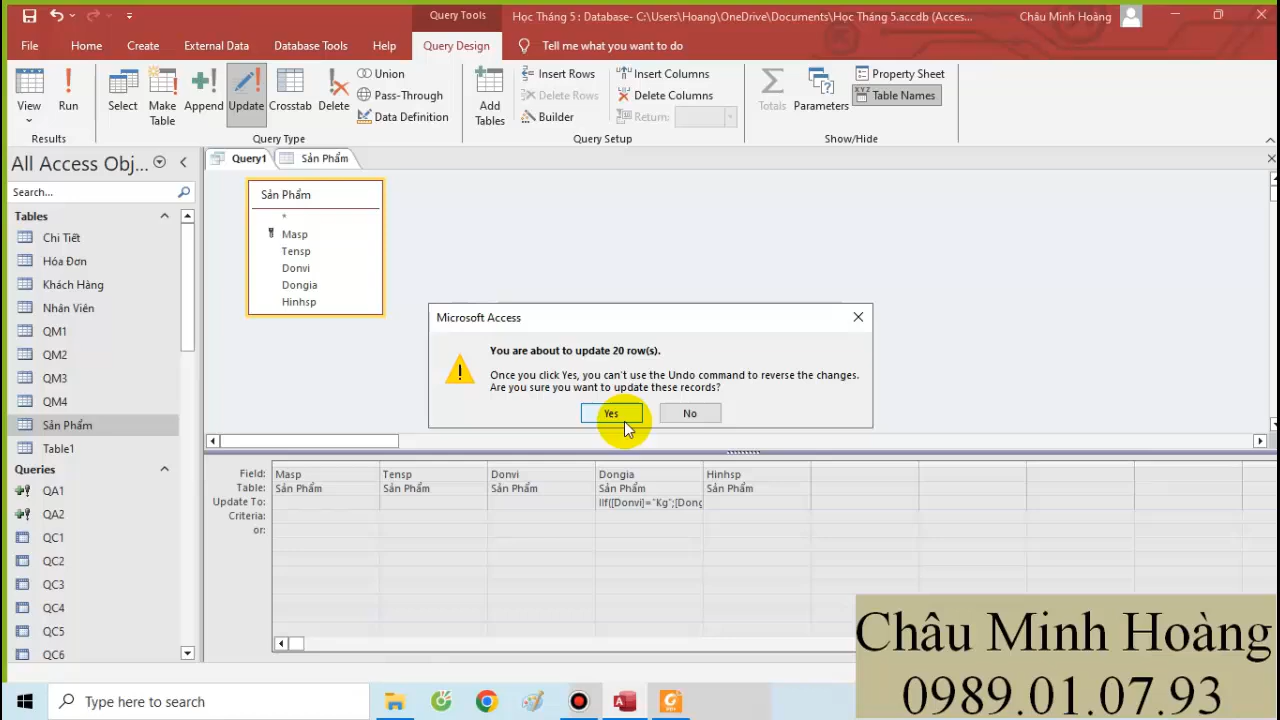 Query Tools
Học Tháng 5 : Database- C:\Users\Hoang\OneDrive\Documents\Học Tháng 5.accdb (Acces...
Châu Minh Hoàng
File
Home
Create
External Data
Database Tools
Help
Query Design
Tell me what you want to do
View
Run
Select
Make Table
Append
Update
Crosstab
Delete
Union
Pass-Through
Data Definition
Add Tables
Insert Rows
Delete Rows
Builder
Insert Columns
Delete Columns
Return:
Totals
Parameters
Property Sheet
Table Names
Results
Query Type
Query Setup
Show/Hide
All Access Obj...
Search...
Tables
Chi Tiết
Hóa Đơn
Khách Hàng
Nhân Viên
QM1
QM2
QM3
QM4
Sản Phẩm
Table1
Queries
QA1
QA2
QC1
QC2
QC3
QC4
QC5
QC6
Query1
Sản Phẩm
Sản Phẩm
*
Masp
Tensp
Donvi
Dongia
Hinhsp
Microsoft Access
You are about to update 20 row(s).
Once you click Yes, you can't use the Undo command to reverse the changes.
Are you sure you want to update these records?
Yes
No
Field: Masp Tensp Donvi Dongia Hinhsp
Table: Sản Phẩm Sản Phẩm Sản Phẩm Sản Phẩm Sản Phẩm
Update To: IIf([Donvi]="Kg";[Dong
Criteria:
or:
Châu Minh Hoàng
0989.01.07.93
Type here to search